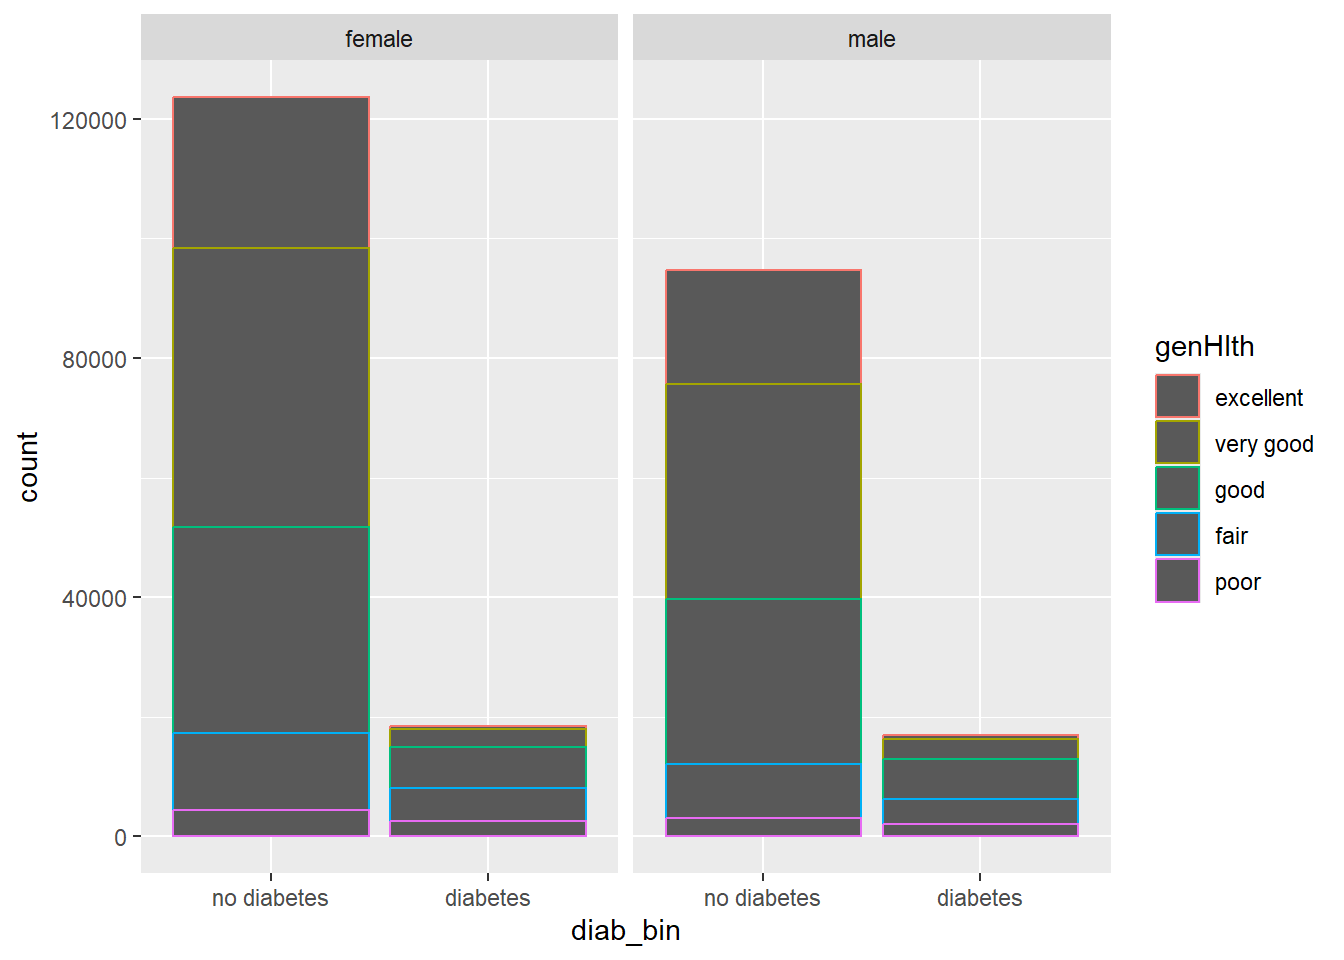 female
male
120000
80000
40000
0
count
no diabetes
diabetes
no diabetes
diabetes
diab_bin
genHlth
excellent
very good
good
fair
poor